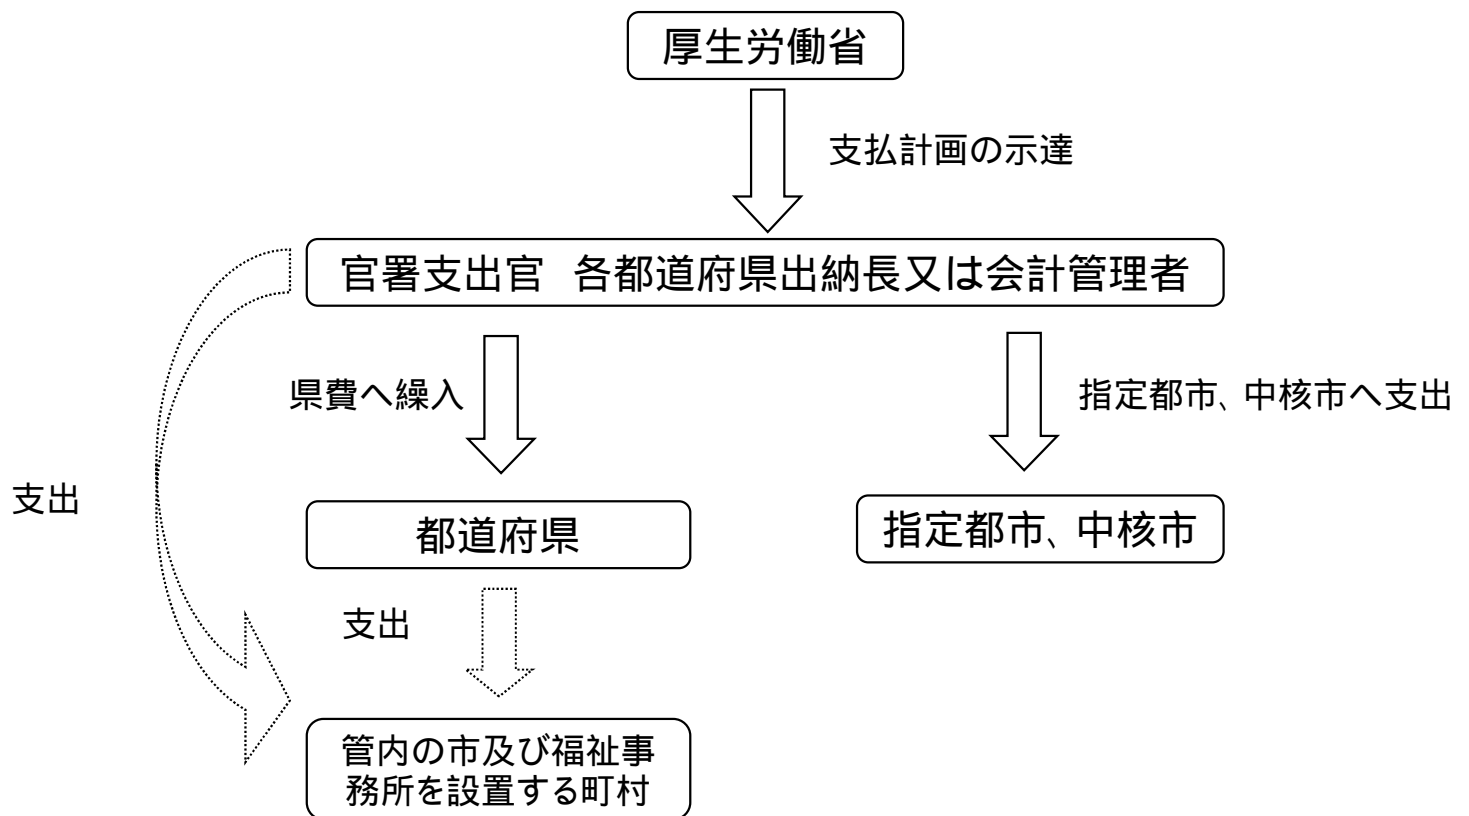 厚生労働省
支払計画の示達
官署支出官　各都道府県出納長又は会計管理者
県費へ繰入
指定都市、中核市へ支出
支出
都道府県
指定都市、中核市
支出
管内の市及び福祉事
務所を設置する町村